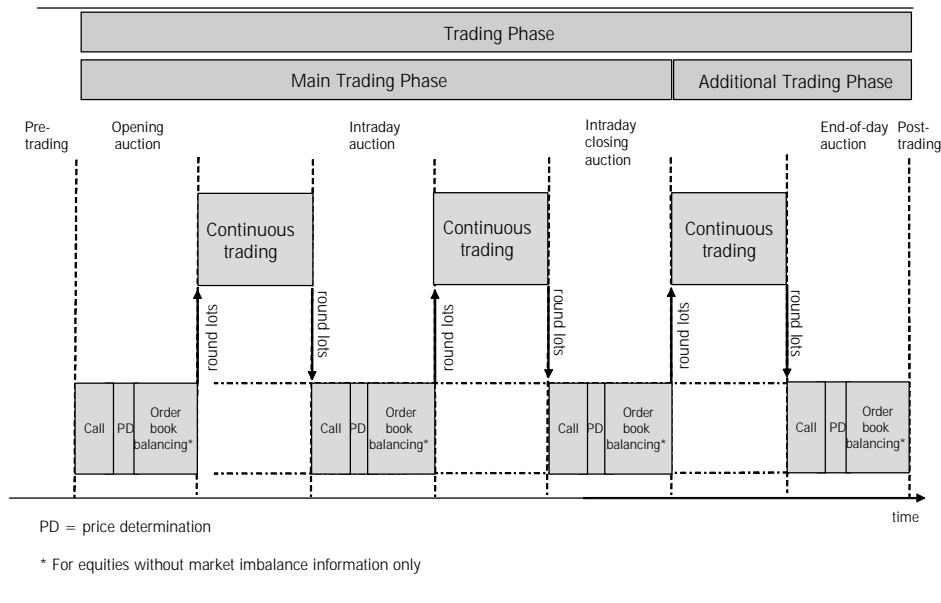 Trading Phase
Main Trading Phase
Additional Trading Phase
Pre-
trading
Opening
auction
Intraday
auction
Intraday
closing
auction
End-of-day
auction
Post-
trading
Continuous
trading
Continuous
trading
Continuous
trading
round lots
round lots
round lots
round lots
round lots
round lots
Call
PD
Order
book
balancing*
Call
PD
Order
book
balancing*
Call
PD
Order
book
balancing*
Call
PD
Order
book
balancing*
time
PD = price determination
* For equities without market imbalance information only